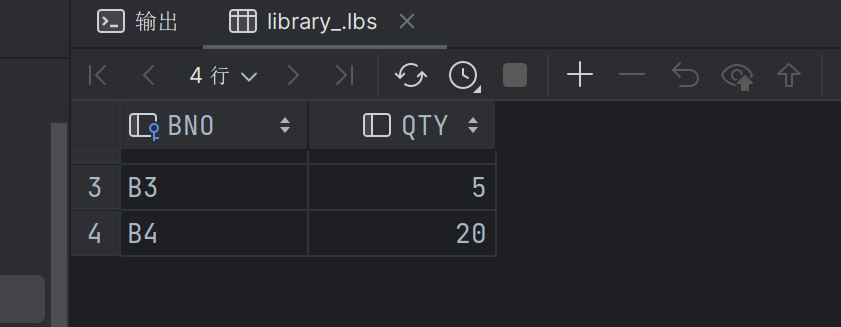 输出 library_.lbs
4 行
BNO QTY
3 B3 5
4 B4 20